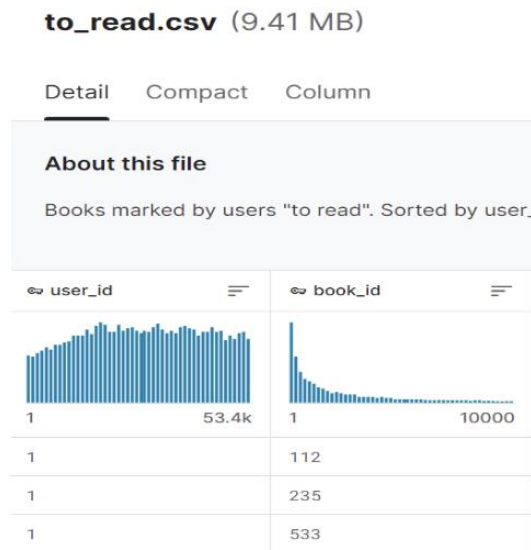 to_read.csv (9.41 MB)
Detail Compact Column
About this file
Books marked by users "to read". Sorted by user_
user_id book_id
1 53.4k 1 10000
1 112
1 235
1 533